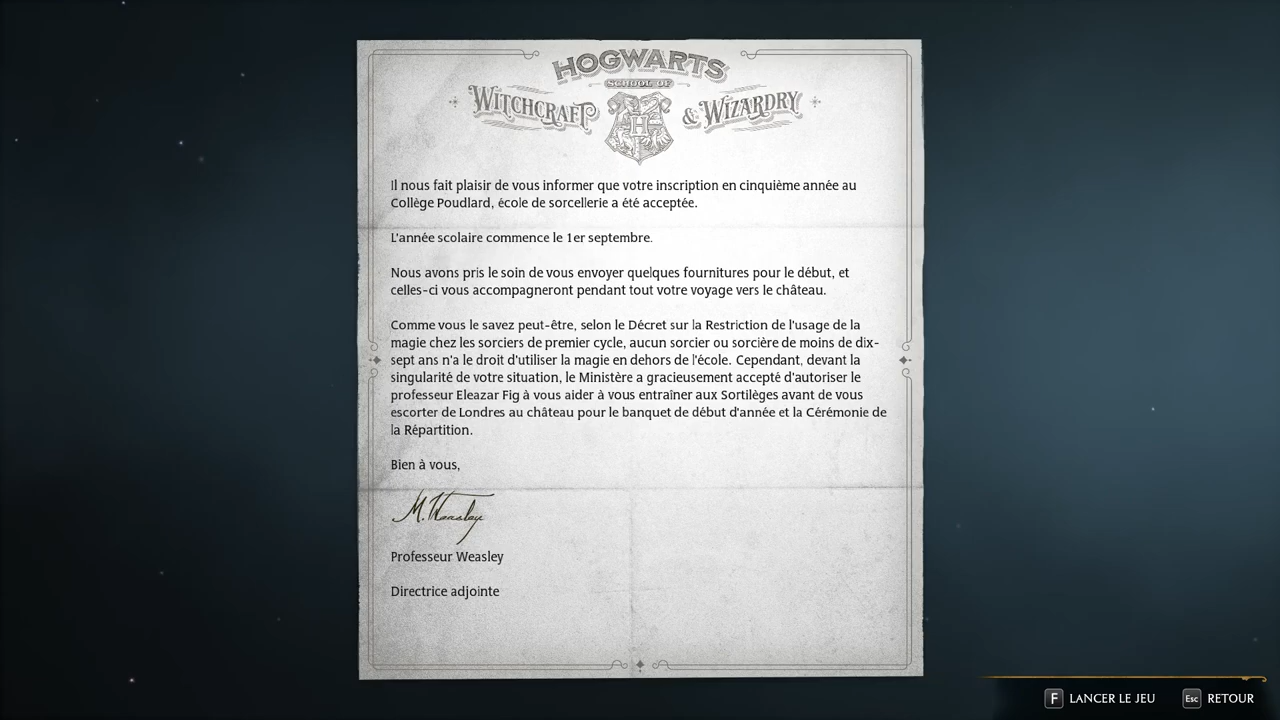 HOGWARTS
SCHOOL OF
WITCHCRAFT & WIZARDRY
H
Il nous fait plaisir de vous informer que votre inscription en cinquième année au
Collège Poudlard, école de sorcellerie a été acceptée.
L'année scolaire commence le 1er septembre.
Nous avons pris le soin de vous envoyer quelques fournitures pour le début, et
celles-ci vous accompagneront pendant tout votre voyage vers le château.
Comme vous le savez peut-être, selon le Décret sur la Restriction de l'usage de la
magie chez les sorciers de premier cycle, aucun sorcier ou sorcière de moins de dix-
sept ans n'a le droit d'utiliser la magie en dehors de l'école. Cependant, devant la
singularité de votre situation, le Ministère a gracieusement accepté d'autoriser le
professeur Eleazar Fig à vous aider à vous entraîner aux Sortilèges avant de vous
escorter de Londres au château pour le banquet de début d'année et la Cérémonie de
la Répartition.
Bien à vous,
M. Weasley
Professeur Weasley
Directrice adjointe
F LANCER LE JEU Esc RETOUR